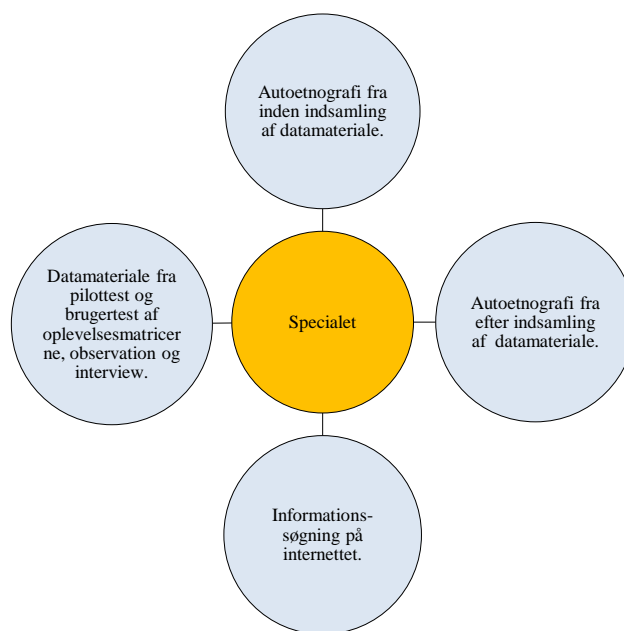 Autoetnografi fra
inden indsamling
af datamateriale.
Datamateriale fra
pilottest og
brugertest af
oplevelsesmatricer
ne, observation og
interview.
Specialet
Autoetnografi fra
efter indsamling
af datamateriale.
Informations-
søgning på
internettet.